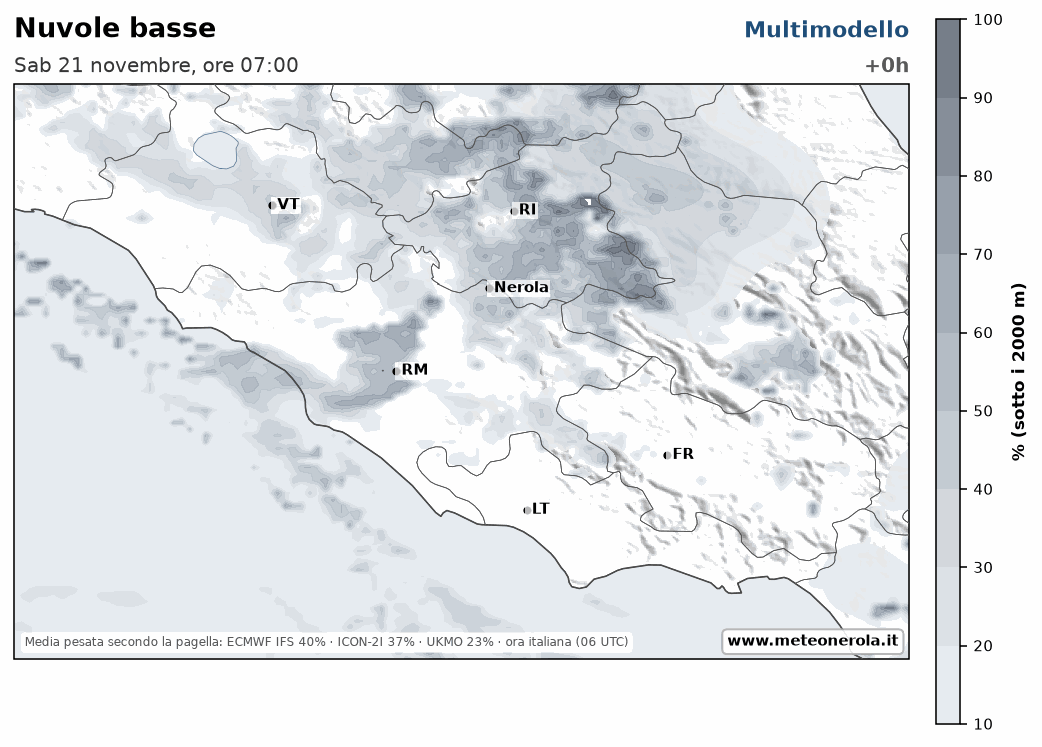 Nuvole basse
Multimodello
Sab 21 novembre, ore 07:00
+0h
VT
RI
Nerola
RM
FR
LT
Media pesata secondo la pagella: ECMWF IFS 40% · ICON-2I 37% · UKMO 23% · ora italiana (06 UTC)
www.meteonerola.it
100
90
80
70
60
50
40
30
20
10
% (sotto i 2000 m)